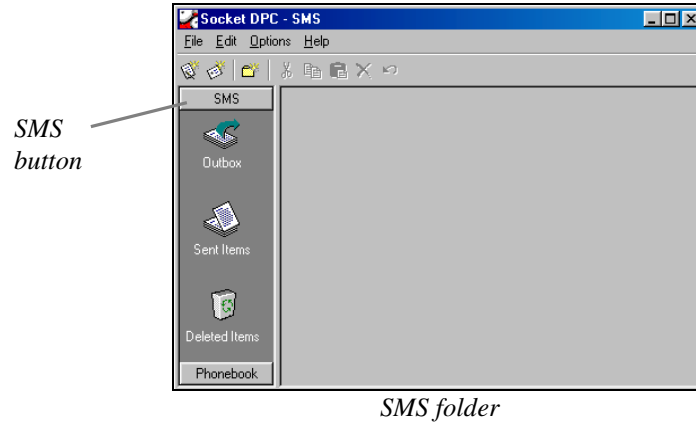 Socket DPC - SMS
File Edit Options Help
SMS
SMS
button
Outbox
Sent Items
Deleted Items
Phonebook
SMS folder